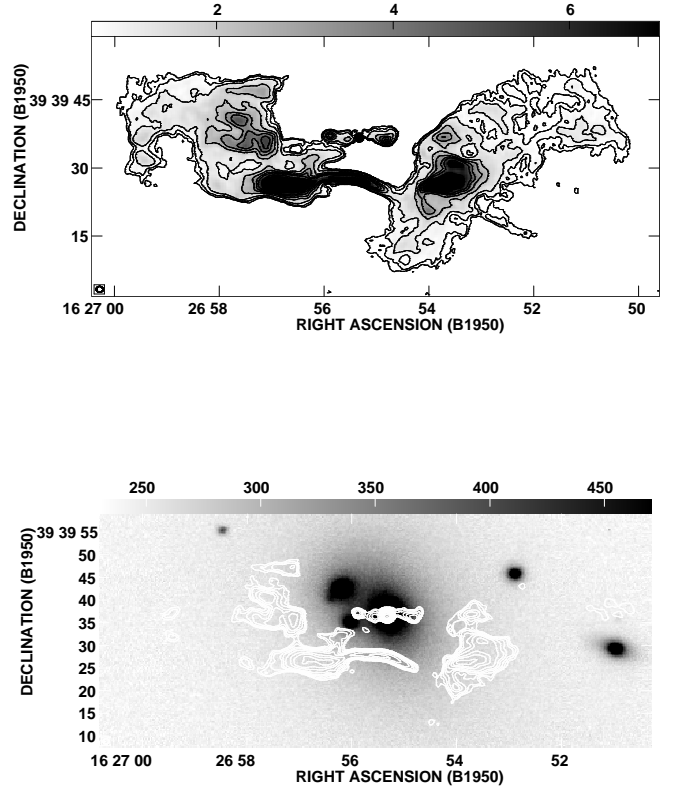 2 4 6
DECLINATION (B1950)
39 39 45
30
15
16 27 00 26 58 56 54 52 50
RIGHT ASCENSION (B1950)
250 300 350 400 450
DECLINATION (B1950)
39 39 55
50
45
40
35
30
25
20
15
10
16 27 00 26 58 56 54 52
RIGHT ASCENSION (B1950)